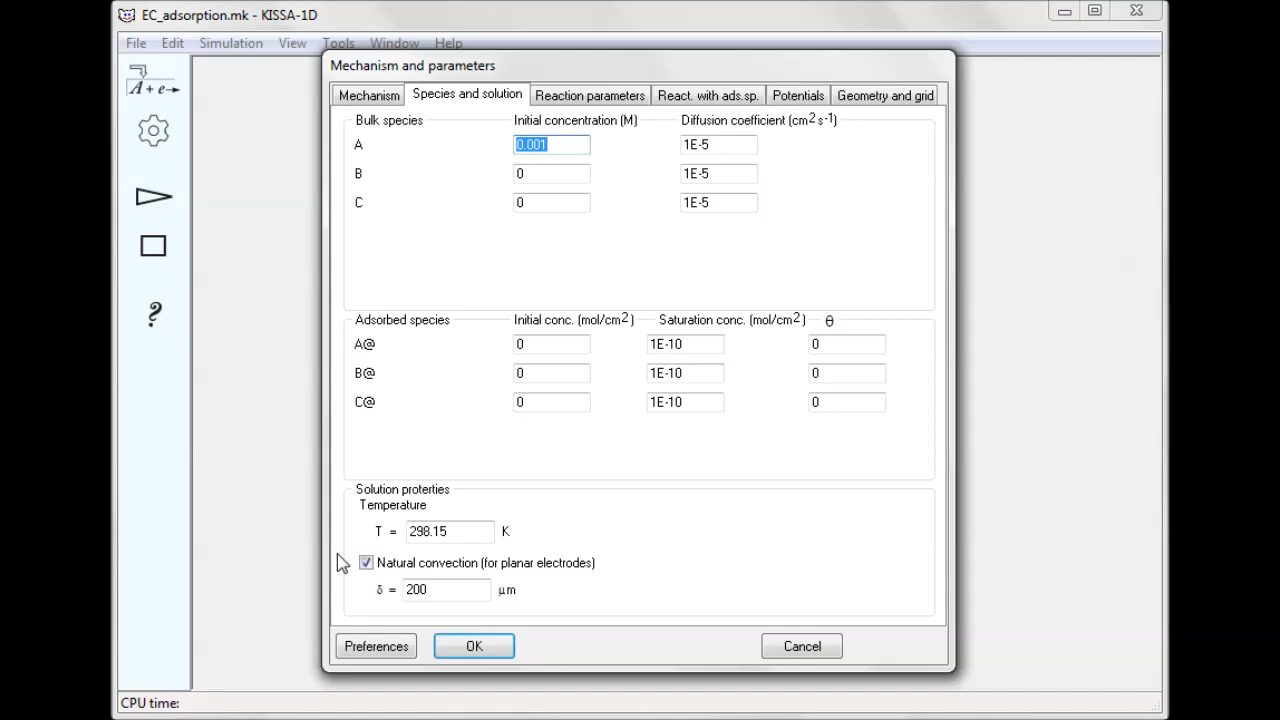 EC_adsorption.mk - KISSA-1D
File Edit Simulation View Tools Window Help
A + e
?
Mechanism and parameters
Mechanism Species and solution Reaction parameters React. with ads.sp. Potentials Geometry and grid
Bulk species Initial concentration (M) Diffusion coefficient (cm2 s-1)
A 0.001 1E-5
B 0 1E-5
C 0 1E-5
Adsorbed species Initial conc. (mol/cm2) Saturation conc. (mol/cm2) θ
A@ 0 1E-10 0
B@ 0 1E-10 0
C@ 0 1E-10 0
Solution proterties
Temperature
T = 298.15 K
Natural convection (for planar electrodes)
δ = 200 μm
Preferences OK Cancel
CPU time: